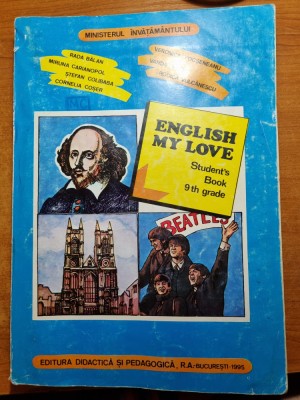 MINISTERUL ÎNVĂȚĂMÂNTULUI
RADA BĂLAN
MIRUNA CARIANOPOL
ȘTEFAN COLIBABA
CORNELIA COȘER
ENGLISH
MY LOVE
Student's
Book
9th grade
BEATLES
EDITURA DIDACTICĂ ȘI PEDAGOGICĂ, R.A.-BUCUREȘTI-1995